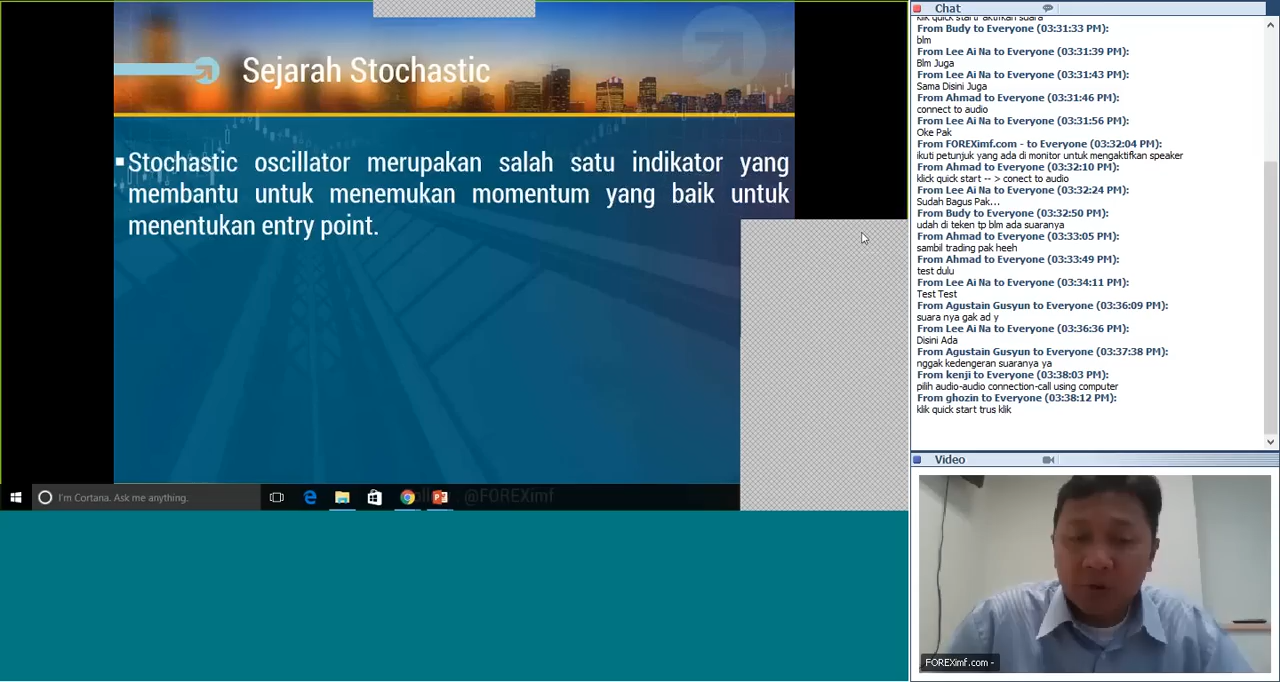 Sejarah Stochastic
▪Stochastic oscillator merupakan salah satu indikator yang
membantu untuk menemukan momentum yang baik untuk
menentukan entry point.
I'm Cortana. Ask me anything.
@FOREXimf
Chat
klik quick start aktifkan suara
From Budy to Everyone (03:31:33 PM):
blm
From Lee Ai Na to Everyone (03:31:39 PM):
Blm Juga
From Lee Ai Na to Everyone (03:31:43 PM):
Sama Disini Juga
From Ahmad to Everyone (03:31:46 PM):
connect to audio
From Lee Ai Na to Everyone (03:31:56 PM):
Oke Pak
From FOREXimf.com - to Everyone (03:32:04 PM):
ikuti petunjuk yang ada di monitor untuk mengaktifkan speaker
From Ahmad to Everyone (03:32:10 PM):
klick quick start -- > conect to audio
From Lee Ai Na to Everyone (03:32:24 PM):
Sudah Bagus Pak...
From Budy to Everyone (03:32:50 PM):
udah di teken tp blm ada suaranya
From Ahmad to Everyone (03:33:05 PM):
sambil trading pak heeh
From Ahmad to Everyone (03:33:49 PM):
test dulu
From Lee Ai Na to Everyone (03:34:11 PM):
Test Test
From Agustain Gusyun to Everyone (03:36:09 PM):
suara nya gak ad y
From Lee Ai Na to Everyone (03:36:36 PM):
Disini Ada
From Agustain Gusyun to Everyone (03:37:38 PM):
nggak kedengeran suaranya ya
From kenji to Everyone (03:38:03 PM):
pilih audio-audio connection-call using computer
From ghozin to Everyone (03:38:12 PM):
klik quick start trus klik
Video
FOREXimf.com -